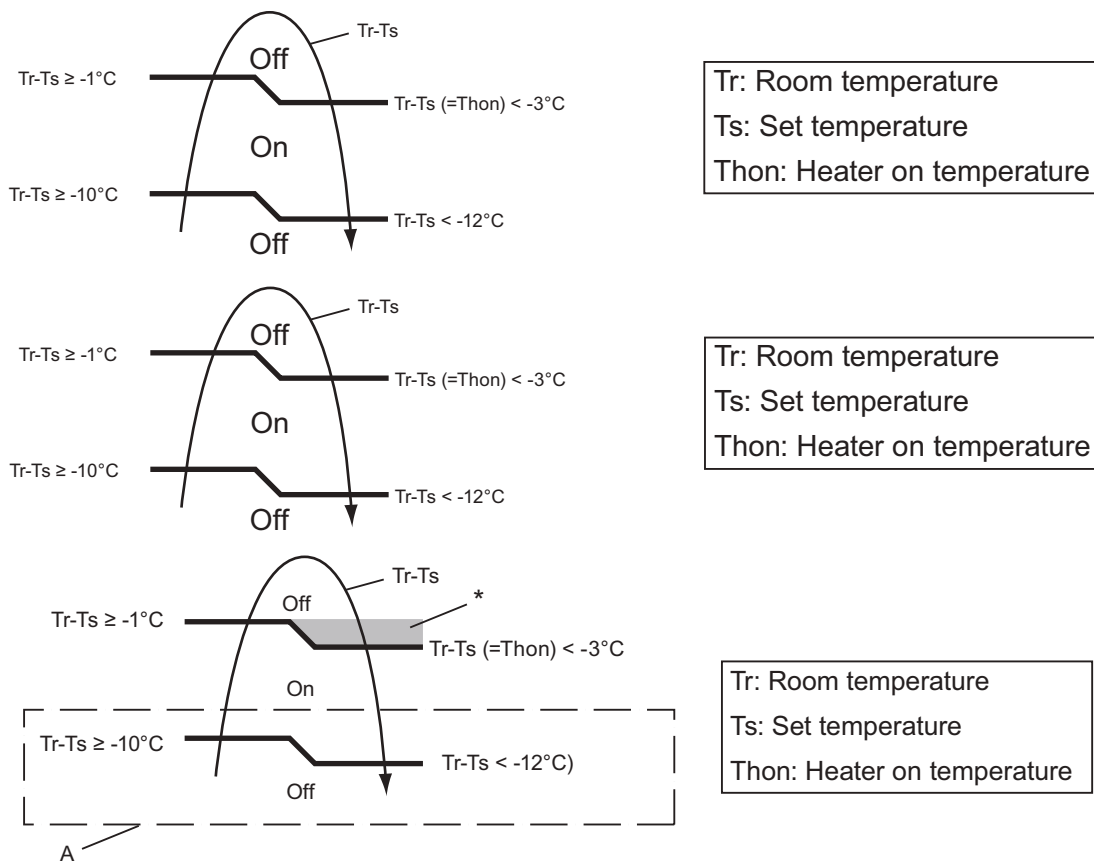 Tr-Ts
Off
Tr-Ts ≥ -1°C
Tr-Ts (=Thon) < -3°C
On
Tr-Ts ≥ -10°C
Tr-Ts < -12°C
Off
Tr: Room temperature
Ts: Set temperature
Thon: Heater on temperature
Tr-Ts
Off
Tr-Ts ≥ -1°C
Tr-Ts (=Thon) < -3°C
On
Tr-Ts ≥ -10°C
Tr-Ts < -12°C
Off
Tr: Room temperature
Ts: Set temperature
Thon: Heater on temperature
Tr-Ts
*
Off
Tr-Ts ≥ -1°C
Tr-Ts (=Thon) < -3°C
On
Tr-Ts ≥ -10°C
Tr-Ts < -12°C)
Off
A
Tr: Room temperature
Ts: Set temperature
Thon: Heater on temperature